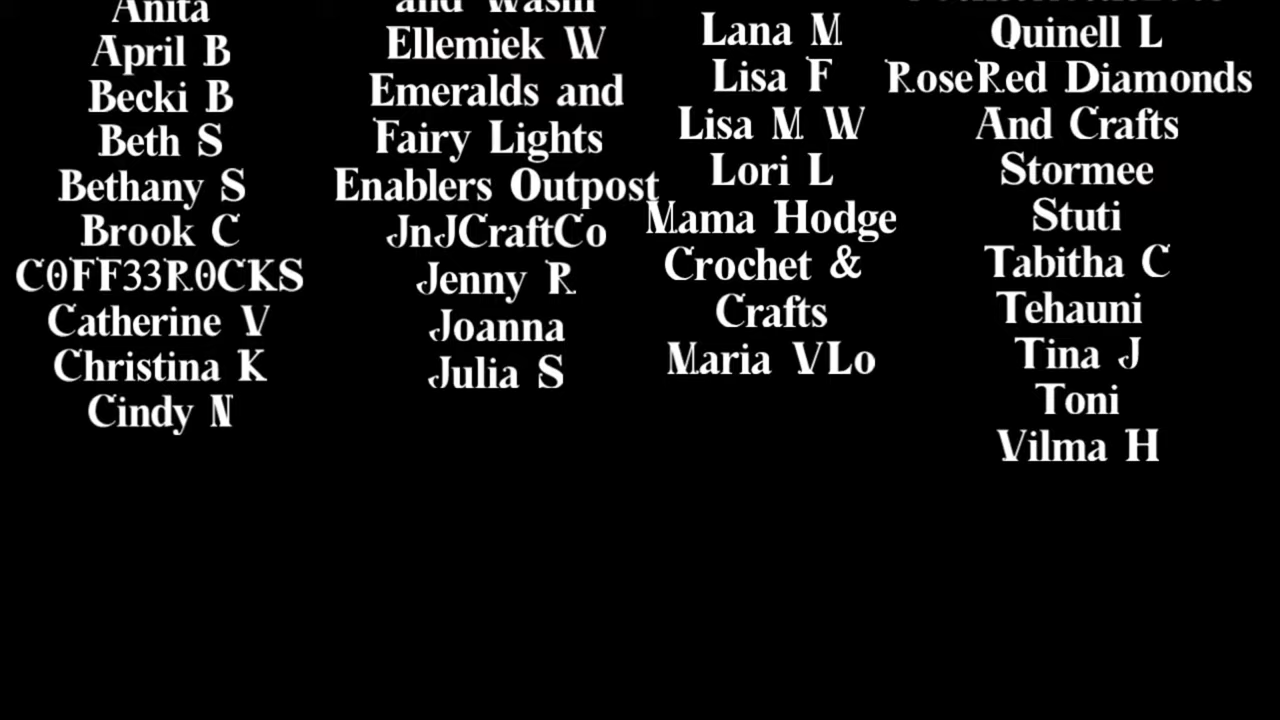 Anita
April B
Becki B
Beth S
Bethany S
Brook C
C0FF33R0CKS
Catherine V
Christina K
Cindy N
and Washi
Ellemiek W
Emeralds and
Fairy Lights
Enablers Outpost
JnJCraftCo
Jenny R
Joanna
Julia S
Lana M
Lisa F
Lisa M W
Lori L
Mama Hodge
Crochet &
Crafts
Maria VLo
Quinell L
RoseRed Diamonds
And Crafts
Stormee
Stuti
Tabitha C
Tehauni
Tina J
Toni
Vilma H